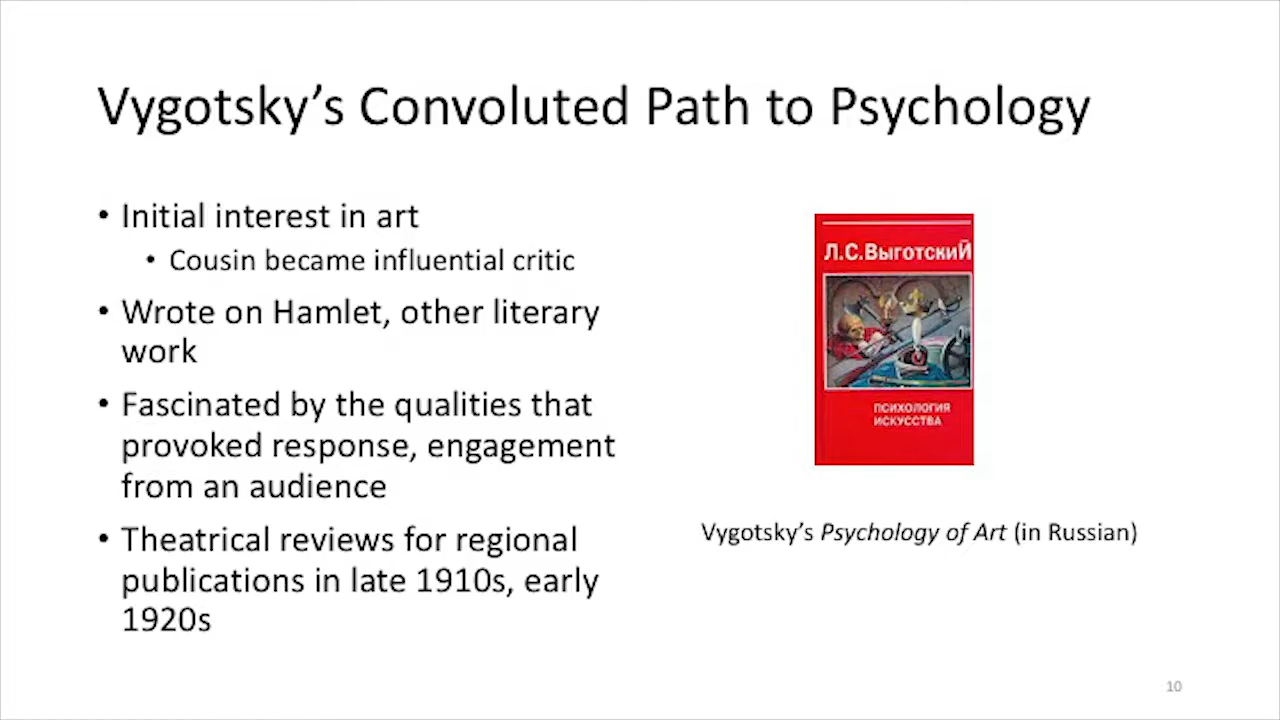 Vygotsky’s Convoluted Path to Psychology
• Initial interest in art
• Cousin became influential critic
• Wrote on Hamlet, other literary
work
• Fascinated by the qualities that
provoked response, engagement
from an audience
• Theatrical reviews for regional
publications in late 1910s, early
1920s
Л.С.ВыготскиЙ
ПСИХОЛОГИЯ
ИСКУССТВА
Vygotsky’s Psychology of Art (in Russian)
10